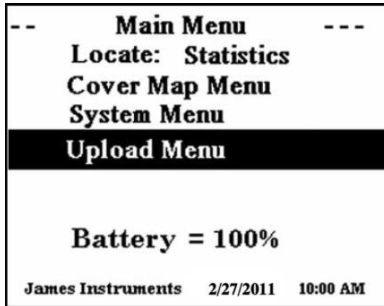 -- Main Menu ---
Locate: Statistics
Cover Map Menu
System Menu
Upload Menu
Battery = 100%
James Instruments 2/27/2011 10:00 AM